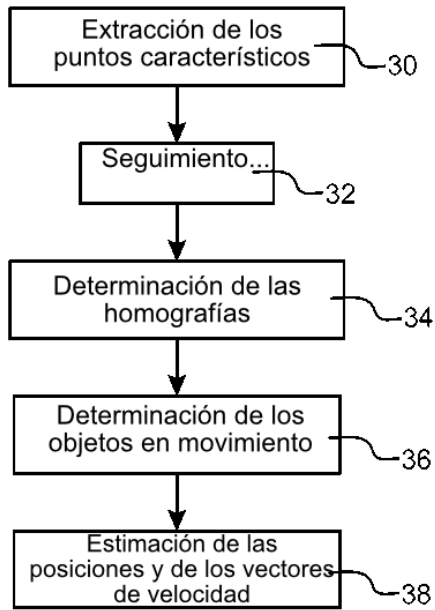 Extracción de los
puntos característicos
30
Seguimiento...
32
Determinación de las
homografías
34
Determinación de los
objetos en movimiento
36
Estimación de las
posiciones y de los vectores
de velocidad
38